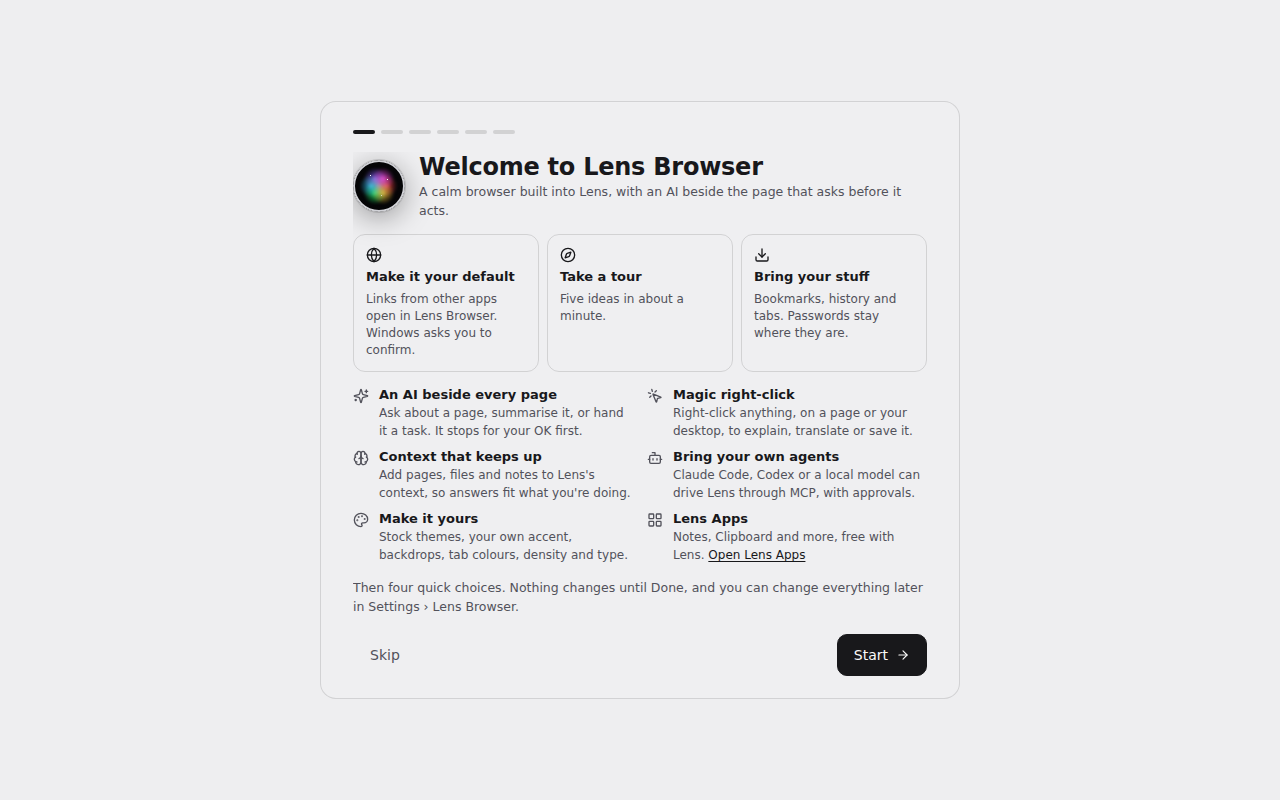 Welcome to Lens Browser
A calm browser built into Lens, with an AI beside the page that asks before it
acts.
Make it your default
Links from other apps
open in Lens Browser.
Windows asks you to
confirm.
Take a tour
Five ideas in about a
minute.
Bring your stuff
Bookmarks, history and
tabs. Passwords stay
where they are.
An AI beside every page
Ask about a page, summarise it, or hand
it a task. It stops for your OK first.
Magic right-click
Right-click anything, on a page or your
desktop, to explain, translate or save it.
Context that keeps up
Add pages, files and notes to Lens's
context, so answers fit what you're doing.
Bring your own agents
Claude Code, Codex or a local model can
drive Lens through MCP, with approvals.
Make it yours
Stock themes, your own accent,
backdrops, tab colours, density and type.
Lens Apps
Notes, Clipboard and more, free with
Lens. Open Lens Apps
Then four quick choices. Nothing changes until Done, and you can change everything later
in Settings › Lens Browser.
Skip
Start